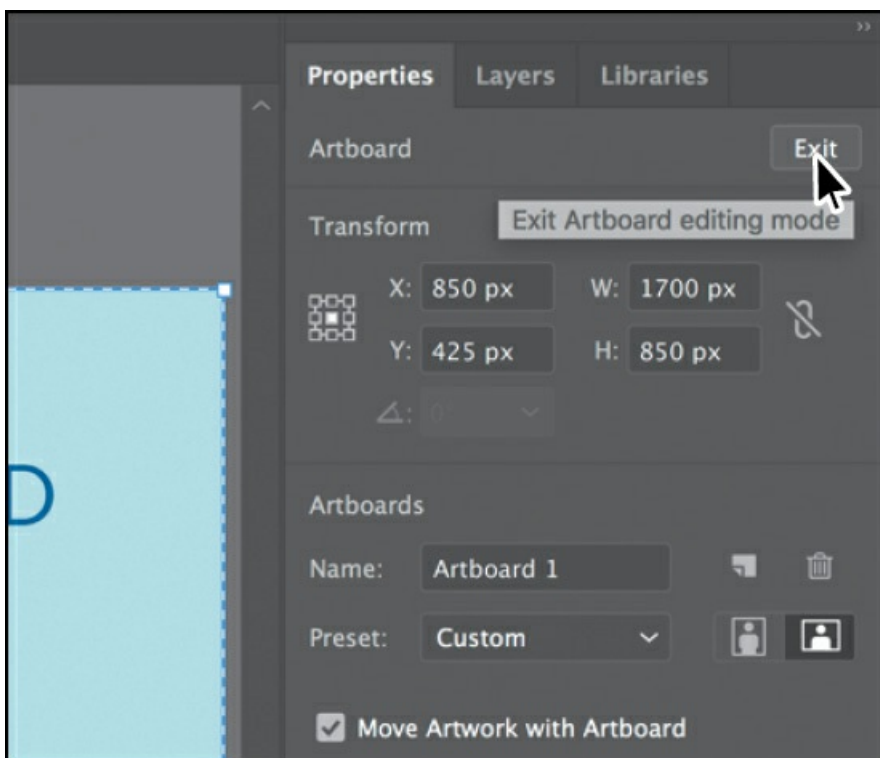 Properties Layers Libraries
Artboard Exit
Transform Exit Artboard editing mode
X: 850 px W: 1700 px
Y: 425 px H: 850 px
0°
D
Artboards
Name: Artboard 1
Preset: Custom
Move Artwork with Artboard